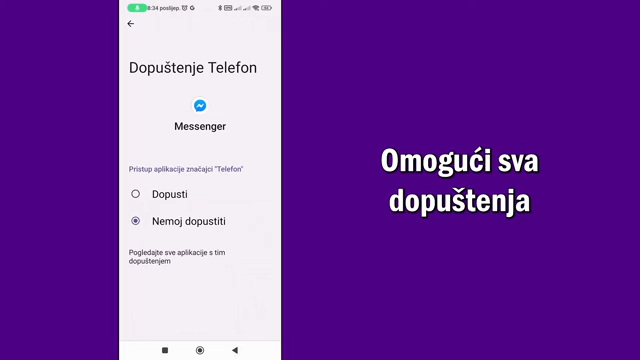 8:34 poslijep.
Dopuštenje Telefon
Messenger
Pristup aplikacije značajci "Telefon"
Dopusti
Nemoj dopustiti
Pogledajte sve aplikacije s tim
dopuštenjem
Omogući sva
dopuštenja